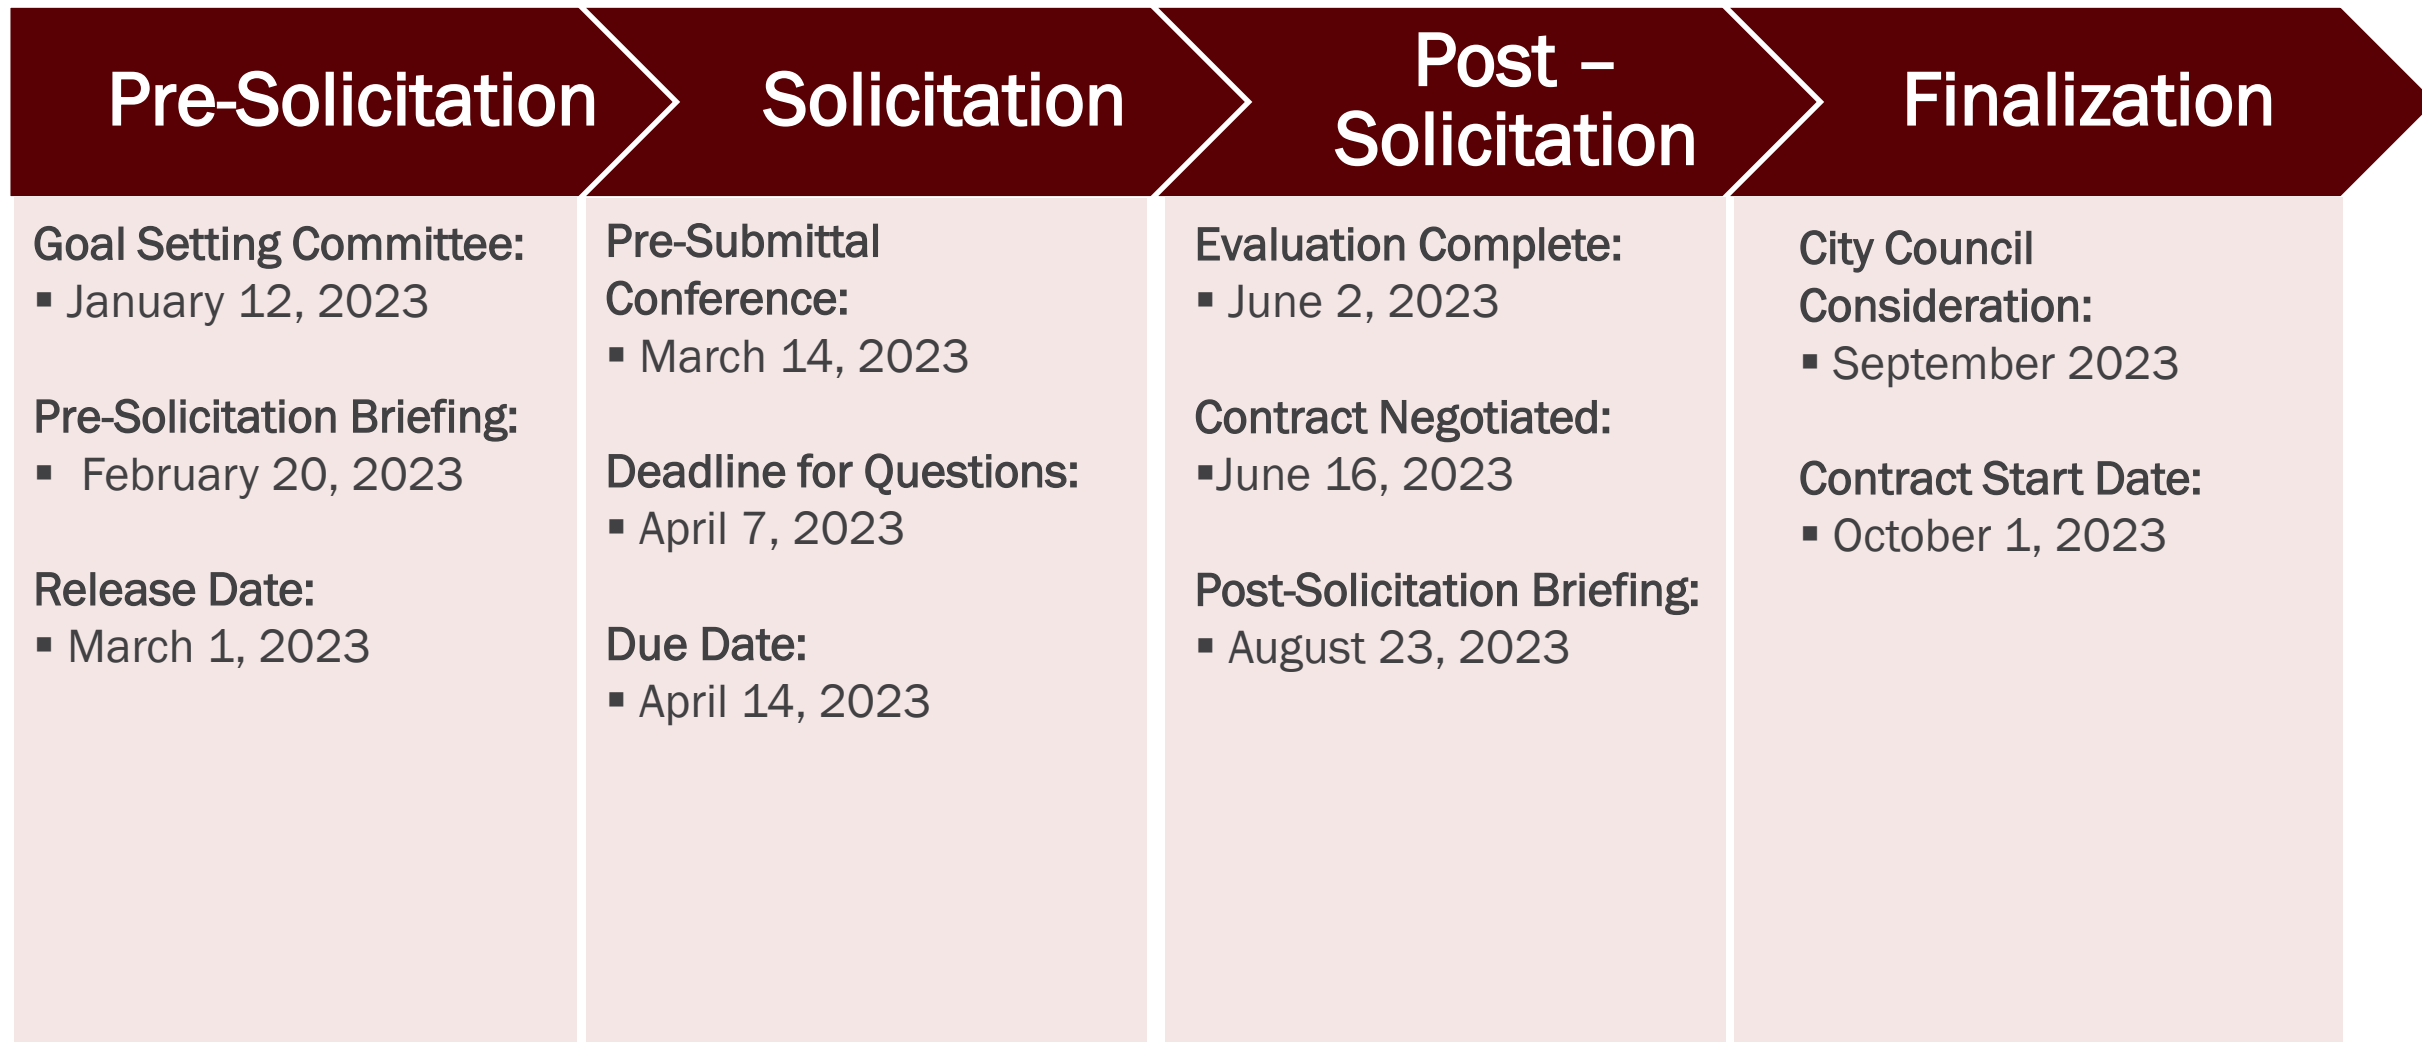 Pre-Solicitation
Solicitation
Post –
Solicitation
Finalization
Goal Setting Committee:
▪ January 12, 2023
Pre-Solicitation Briefing:
▪ February 20, 2023
Release Date:
▪ March 1, 2023
Pre-Submittal
Conference:
▪ March 14, 2023
Deadline for Questions:
▪ April 7, 2023
Due Date:
▪ April 14, 2023
Evaluation Complete:
▪ June 2, 2023
Contract Negotiated:
▪June 16, 2023
Post-Solicitation Briefing:
▪ August 23, 2023
City Council
Consideration:
▪ September 2023
Contract Start Date:
▪ October 1, 2023